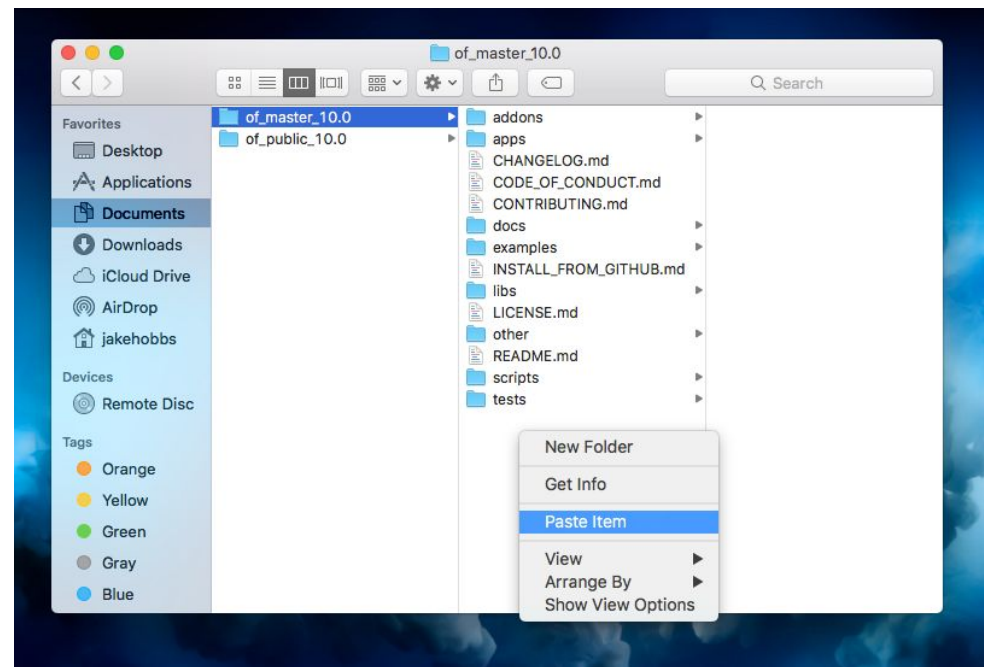 of_master_10.0
Search
Favorites
Desktop
Applications
Documents
Downloads
iCloud Drive
AirDrop
jakehobbs
Devices
Remote Disc
Tags
Orange
Yellow
Green
Gray
Blue
of_master_10.0
of_public_10.0
addons
apps
CHANGELOG.md
CODE_OF_CONDUCT.md
CONTRIBUTING.md
docs
examples
INSTALL_FROM_GITHUB.md
libs
LICENSE.md
other
README.md
scripts
tests
New Folder
Get Info
Paste Item
View
Arrange By
Show View Options